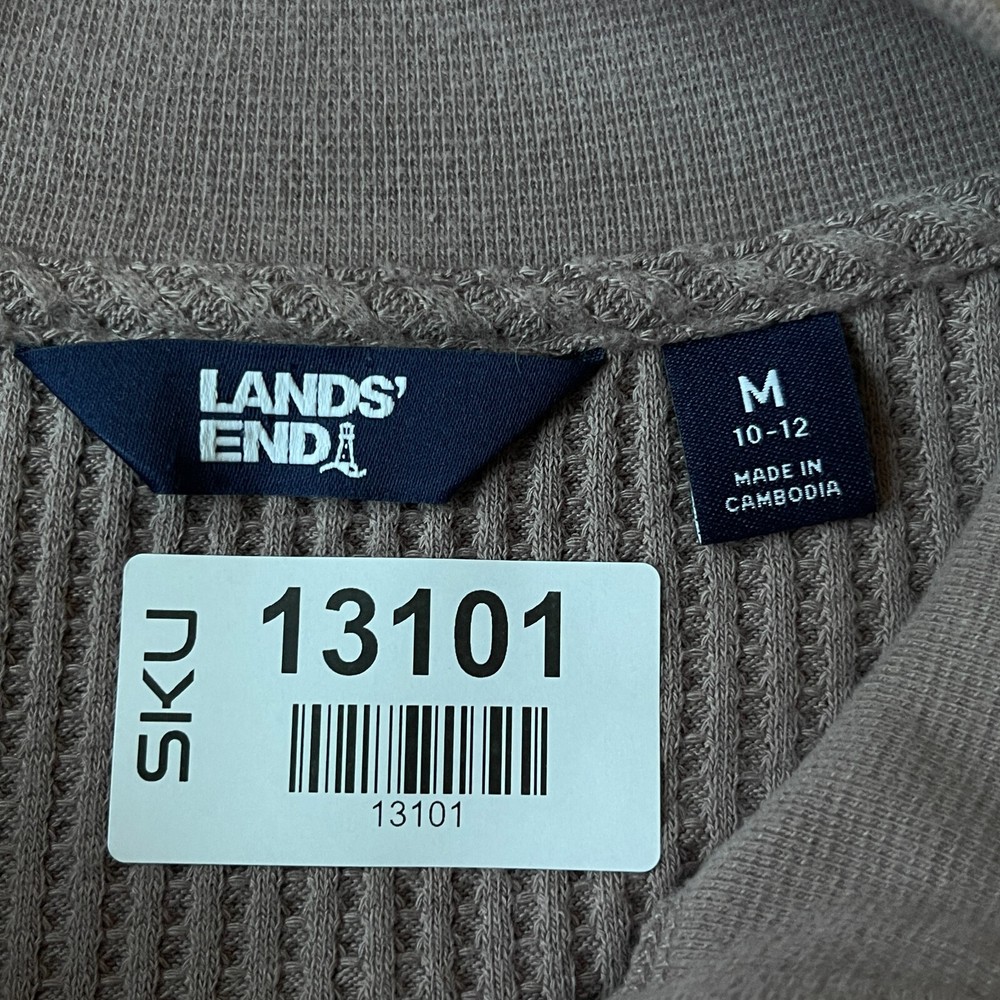 LANDS'
END
M
10-12
MADE IN
CAMBODIA
SKU
13101
13101